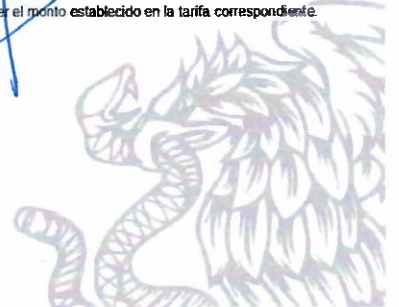 er el monto establecido en la tarifa correspondiente.